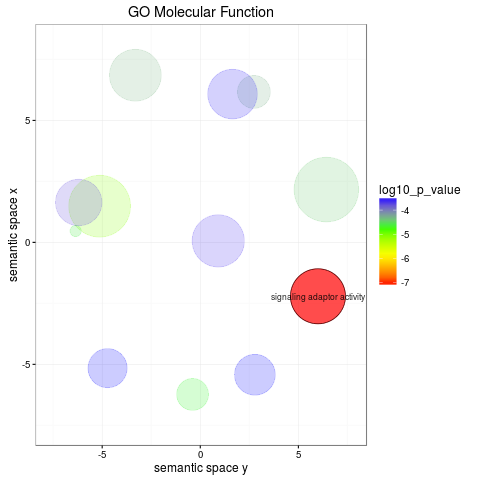 GO Molecular Function
semantic space x
5
0
-5
signaling adaptor activity
-5
0
5
semantic space y
log10_p_value
-4
-5
-6
-7